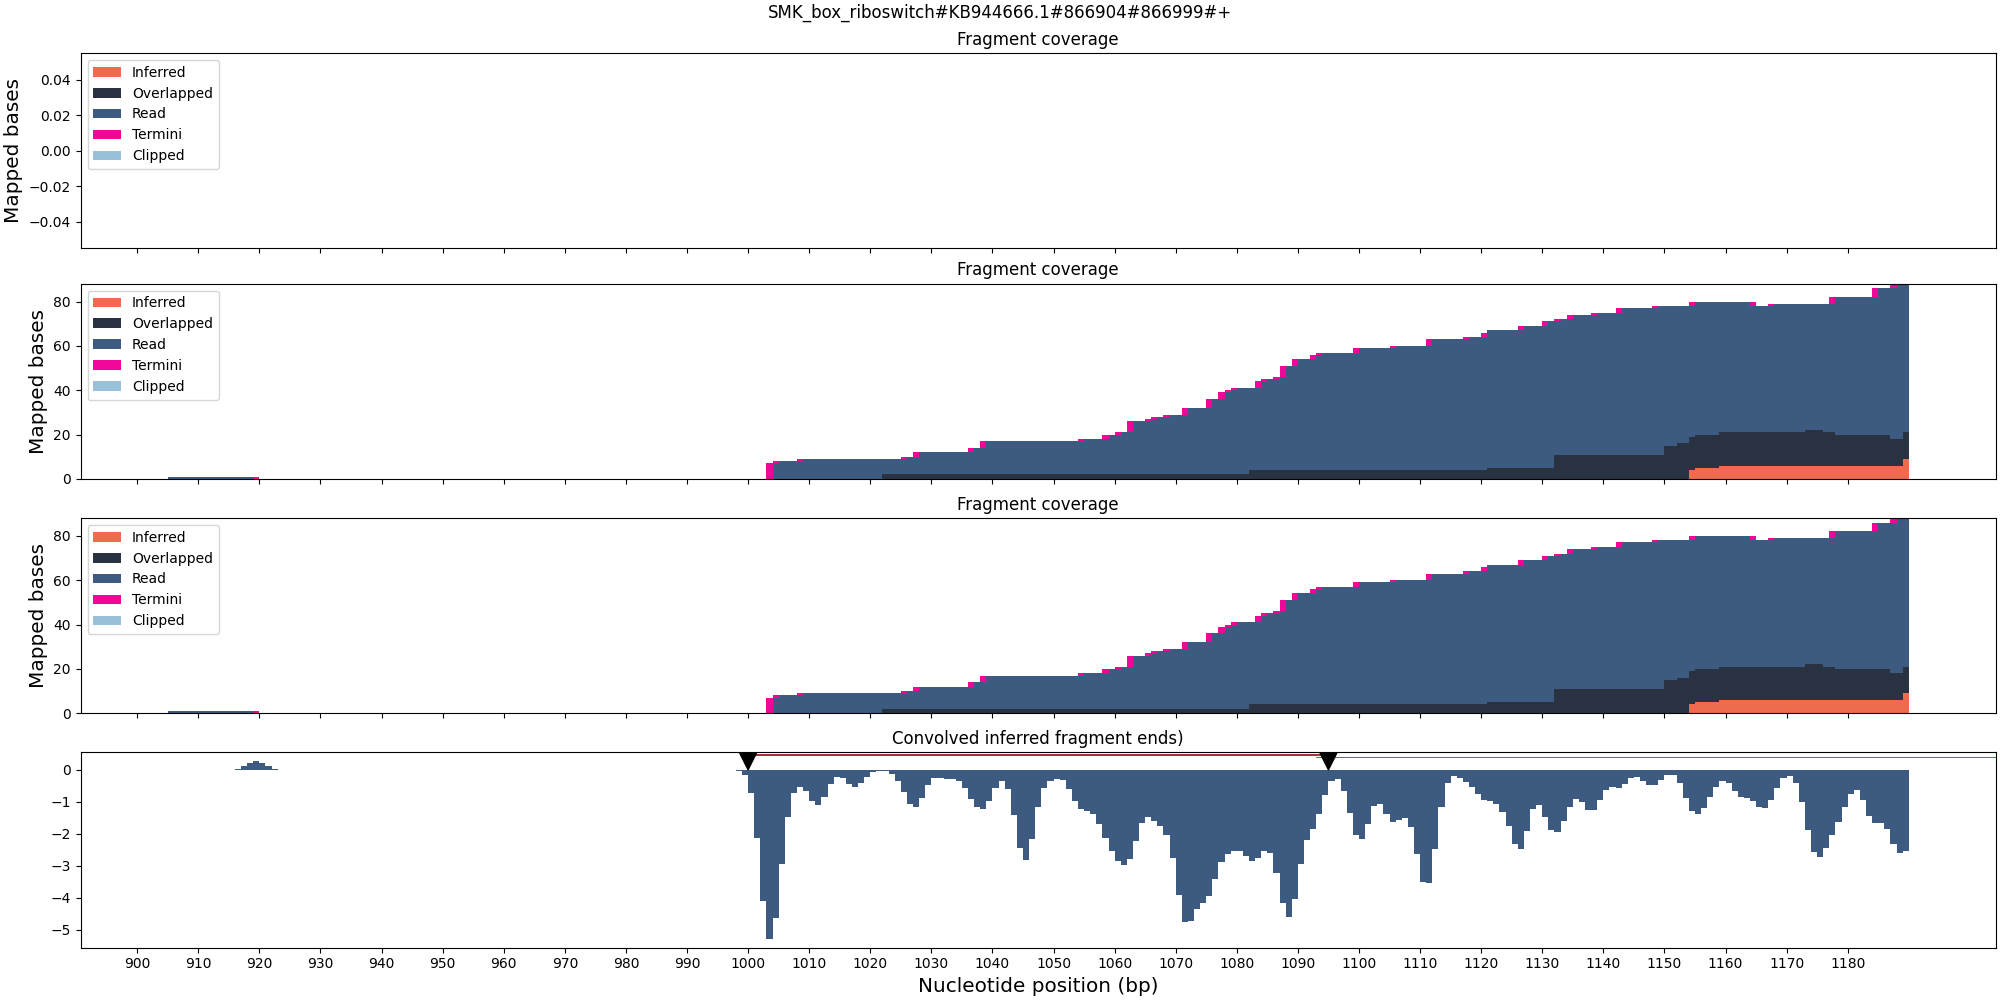 SMK_box_riboswitch#KB944666.1#866904#866999#+
Fragment coverage
Mapped bases
0.04
0.02
0.00
−0.02
−0.04
Inferred
Overlapped
Read
Termini
Clipped
Fragment coverage
Mapped bases
80
60
40
20
0
Inferred
Overlapped
Read
Termini
Clipped
Fragment coverage
Mapped bases
80
60
40
20
0
Inferred
Overlapped
Read
Termini
Clipped
Convolved inferred fragment ends)
0
−1
−2
−3
−4
−5
900 910 920 930 940 950 960 970 980 990 1000 1010 1020 1030 1040 1050 1060 1070 1080 1090 1100 1110 1120 1130 1140 1150 1160 1170 1180
Nucleotide position (bp)